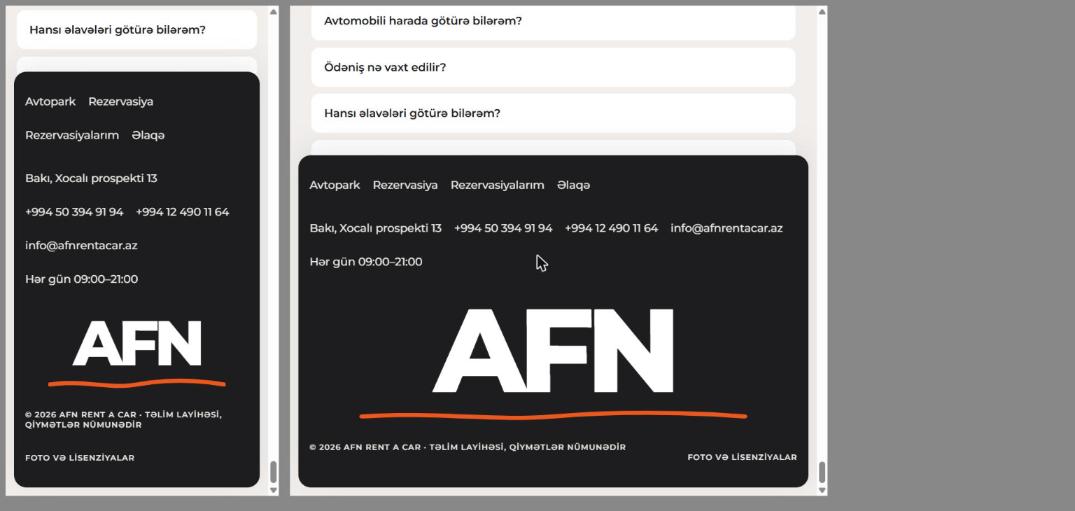 Hansı əlavələri götürə bilərəm?
Avtopark Rezervasiya
Rezervasiyalarım Əlaqə
Bakı, Xocalı prospekti 13
+994 50 394 91 94 +994 12 490 11 64
info@afnrentacar.az
Hər gün 09:00–21:00
AFN
© 2026 AFN RENT A CAR · TƏLİM LAYİHƏSİ,
QİYMƏTLƏR NÜMUNƏDİR
FOTO VƏ LİSENZİYALAR
Avtomobili harada götürə bilərəm?
Ödəniş nə vaxt edilir?
Hansı əlavələri götürə bilərəm?
Avtopark Rezervasiya Rezervasiyalarım Əlaqə
Bakı, Xocalı prospekti 13 +994 50 394 91 94 +994 12 490 11 64 info@afnrentacar.az
Hər gün 09:00–21:00
AFN
© 2026 AFN RENT A CAR · TƏLİM LAYİHƏSİ, QİYMƏTLƏR NÜMUNƏDİR
FOTO VƏ LİSENZİYALAR